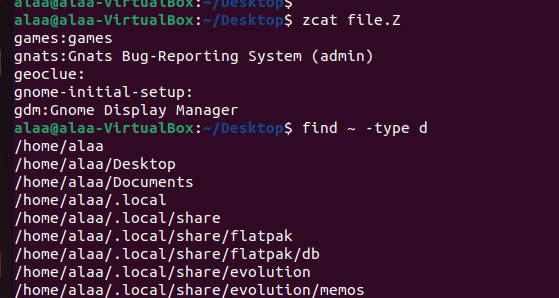 alaa@alaa-VirtualBox:~/Desktop$
alaa@alaa-VirtualBox:~/Desktop$ zcat file.Z
games:games
gnats:Gnats Bug-Reporting System (admin)
geoclue:
gnome-initial-setup:
gdm:Gnome Display Manager
alaa@alaa-VirtualBox:~/Desktop$ find ~ -type d
/home/alaa
/home/alaa/Desktop
/home/alaa/Documents
/home/alaa/.local
/home/alaa/.local/share
/home/alaa/.local/share/flatpak
/home/alaa/.local/share/flatpak/db
/home/alaa/.local/share/evolution
/home/alaa/.local/share/evolution/memos